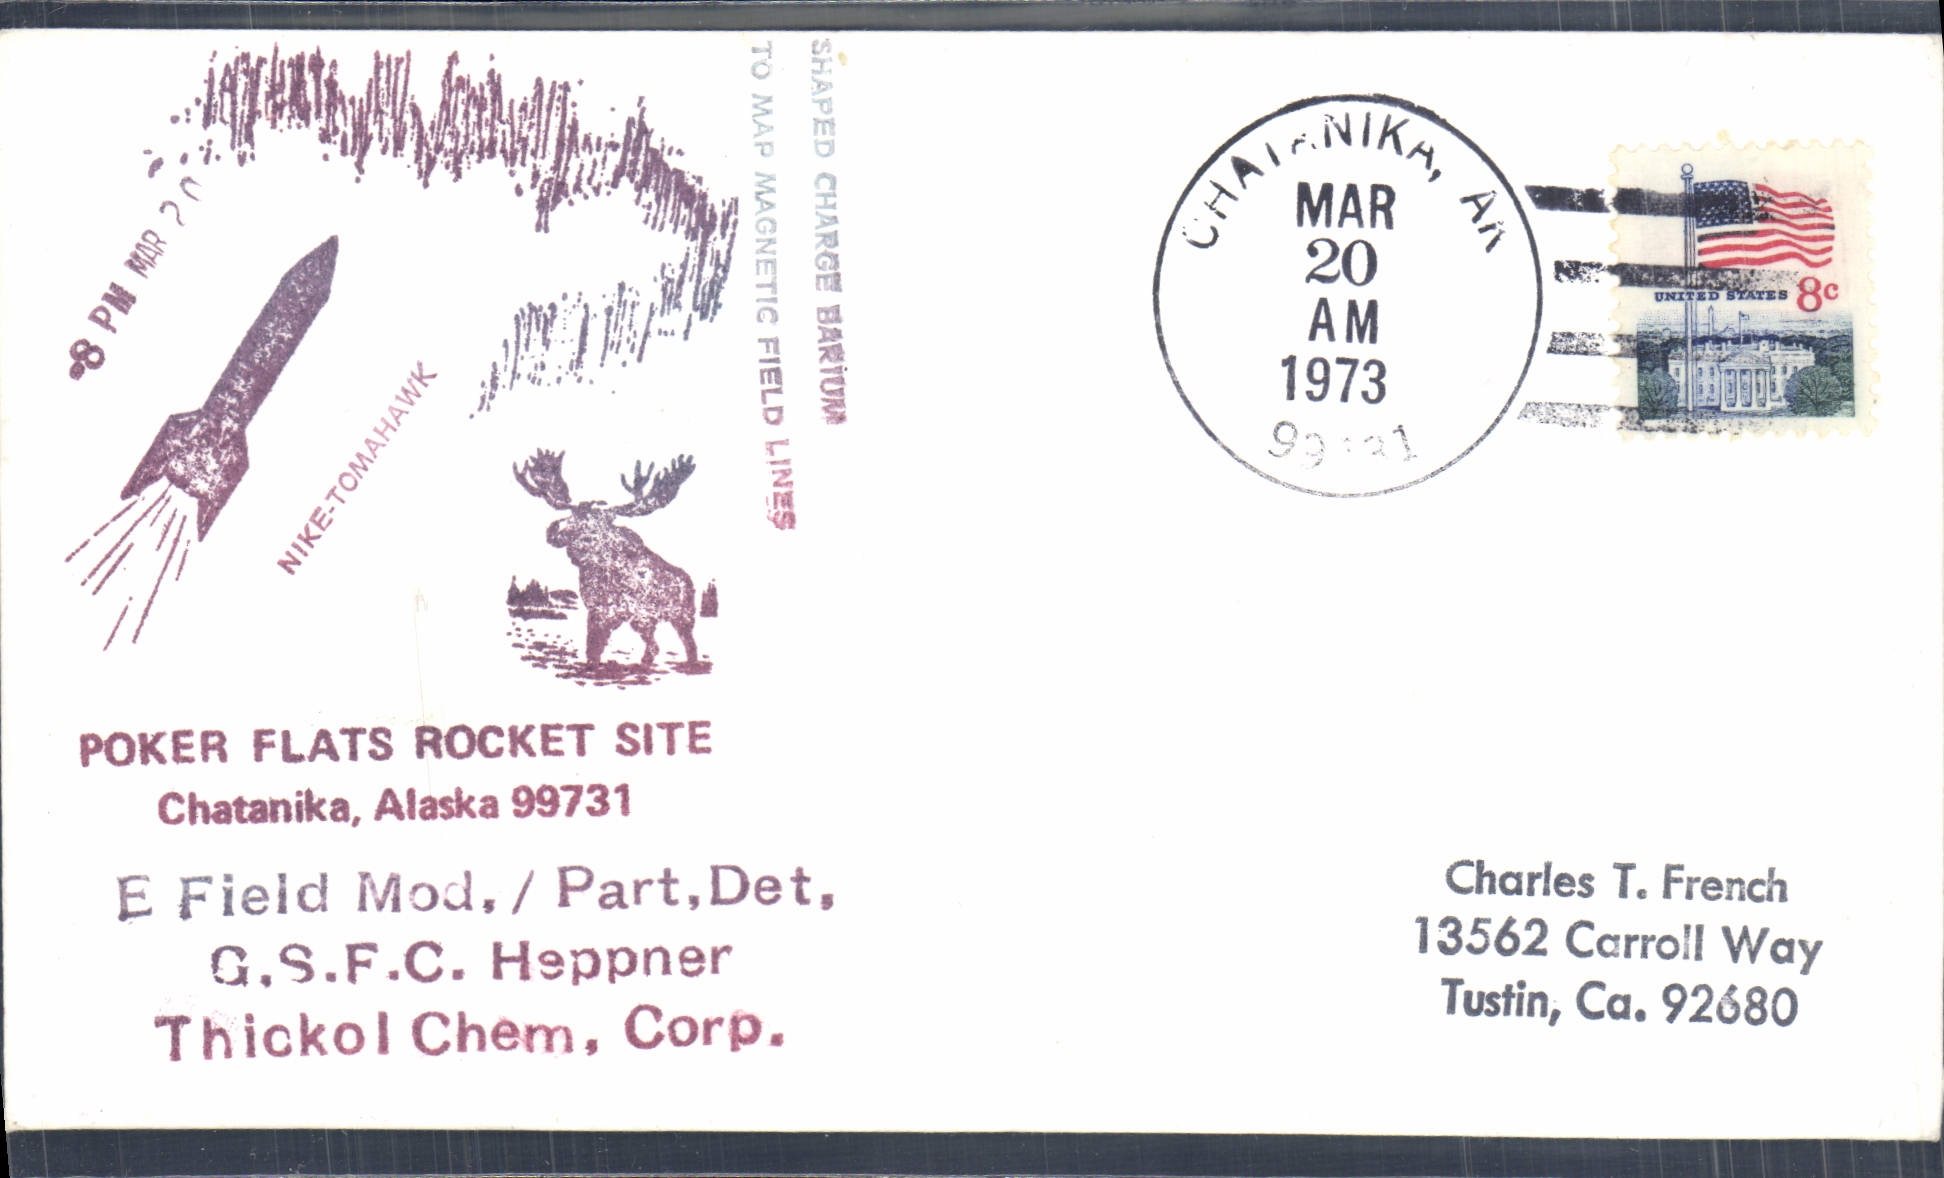 SHAPED CHARGE BARIUM
TO MAP MAGNETIC FIELD LINES
8 PM MAR 20
NIKE-TOMAHAWK
POKER FLATS ROCKET SITE
Chatanika, Alaska 99731
E Field Mod. / Part, Det,
G.S.F.C. Heppner
Thickol Chem, Corp.
CHATANIKA, AK
MAR
20
AM
1973
UNITED STATES 8c
Charles T. French
13562 Carroll Way
Tustin, Ca. 92680